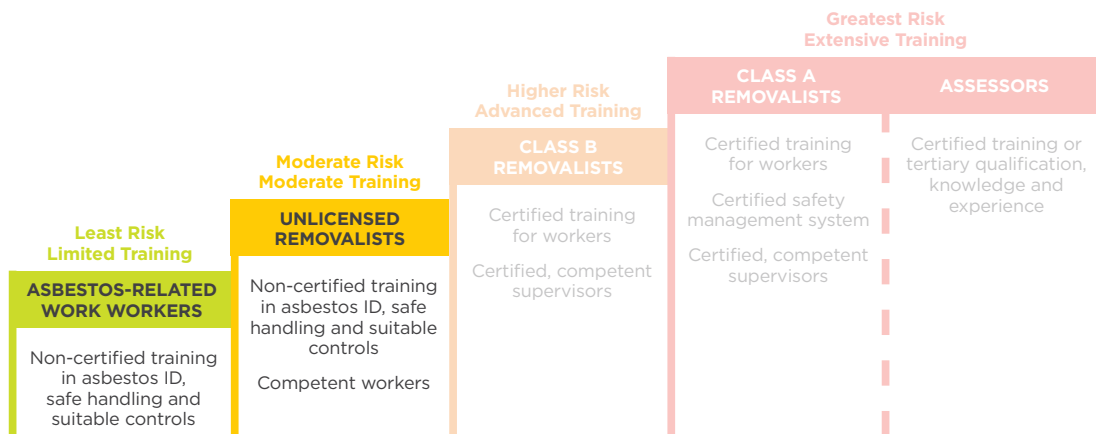 Least Risk
Limited Training
ASBESTOS-RELATED
WORK WORKERS
Non-certified training
in asbestos ID,
safe handling and
suitable controls
Moderate Risk
Moderate Training
UNLICENSED
REMOVALISTS
Non-certified training
in asbestos ID, safe
handling and suitable
controls
Competent workers
Higher Risk
Advanced Training
CLASS B
REMOVALISTS
Certified training
for workers
Certified, competent
supervisors
Greatest Risk
Extensive Training
CLASS A
REMOVALISTS
Certified training
for workers
Certified safety
management system
Certified, competent
supervisors
ASSESSORS
Certified training or
tertiary qualification,
knowledge and
experience